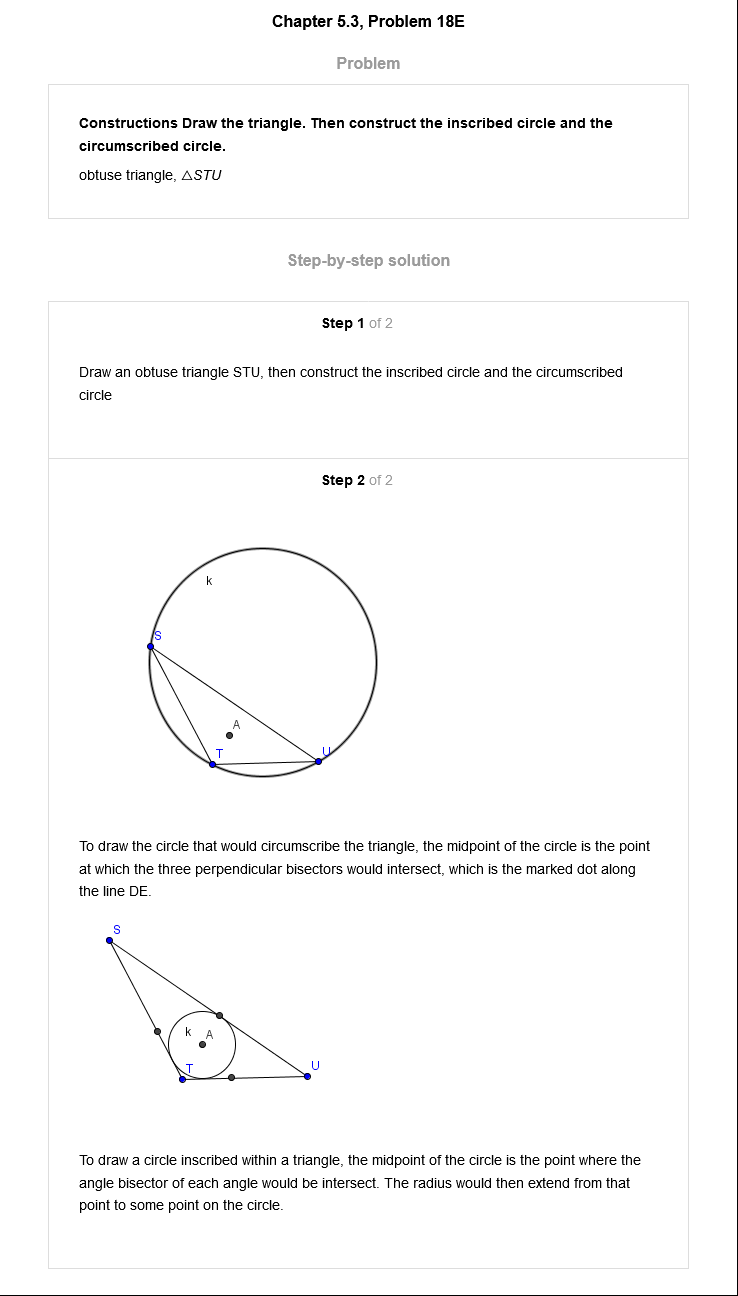 Chapter 5.3, Problem 18E
Problem
Constructions Draw the triangle. Then construct the inscribed circle and the
circumscribed circle.
obtuse triangle, △STU
Step-by-step solution
Step 1 of 2
Draw an obtuse triangle STU, then construct the inscribed circle and the circumscribed
circle
Step 2 of 2
k
S
A
T
U
To draw the circle that would circumscribe the triangle, the midpoint of the circle is the point
at which the three perpendicular bisectors would intersect, which is the marked dot along
the line DE.
S
k
A
T
U
To draw a circle inscribed within a triangle, the midpoint of the circle is the point where the
angle bisector of each angle would be intersect. The radius would then extend from that
point to some point on the circle.